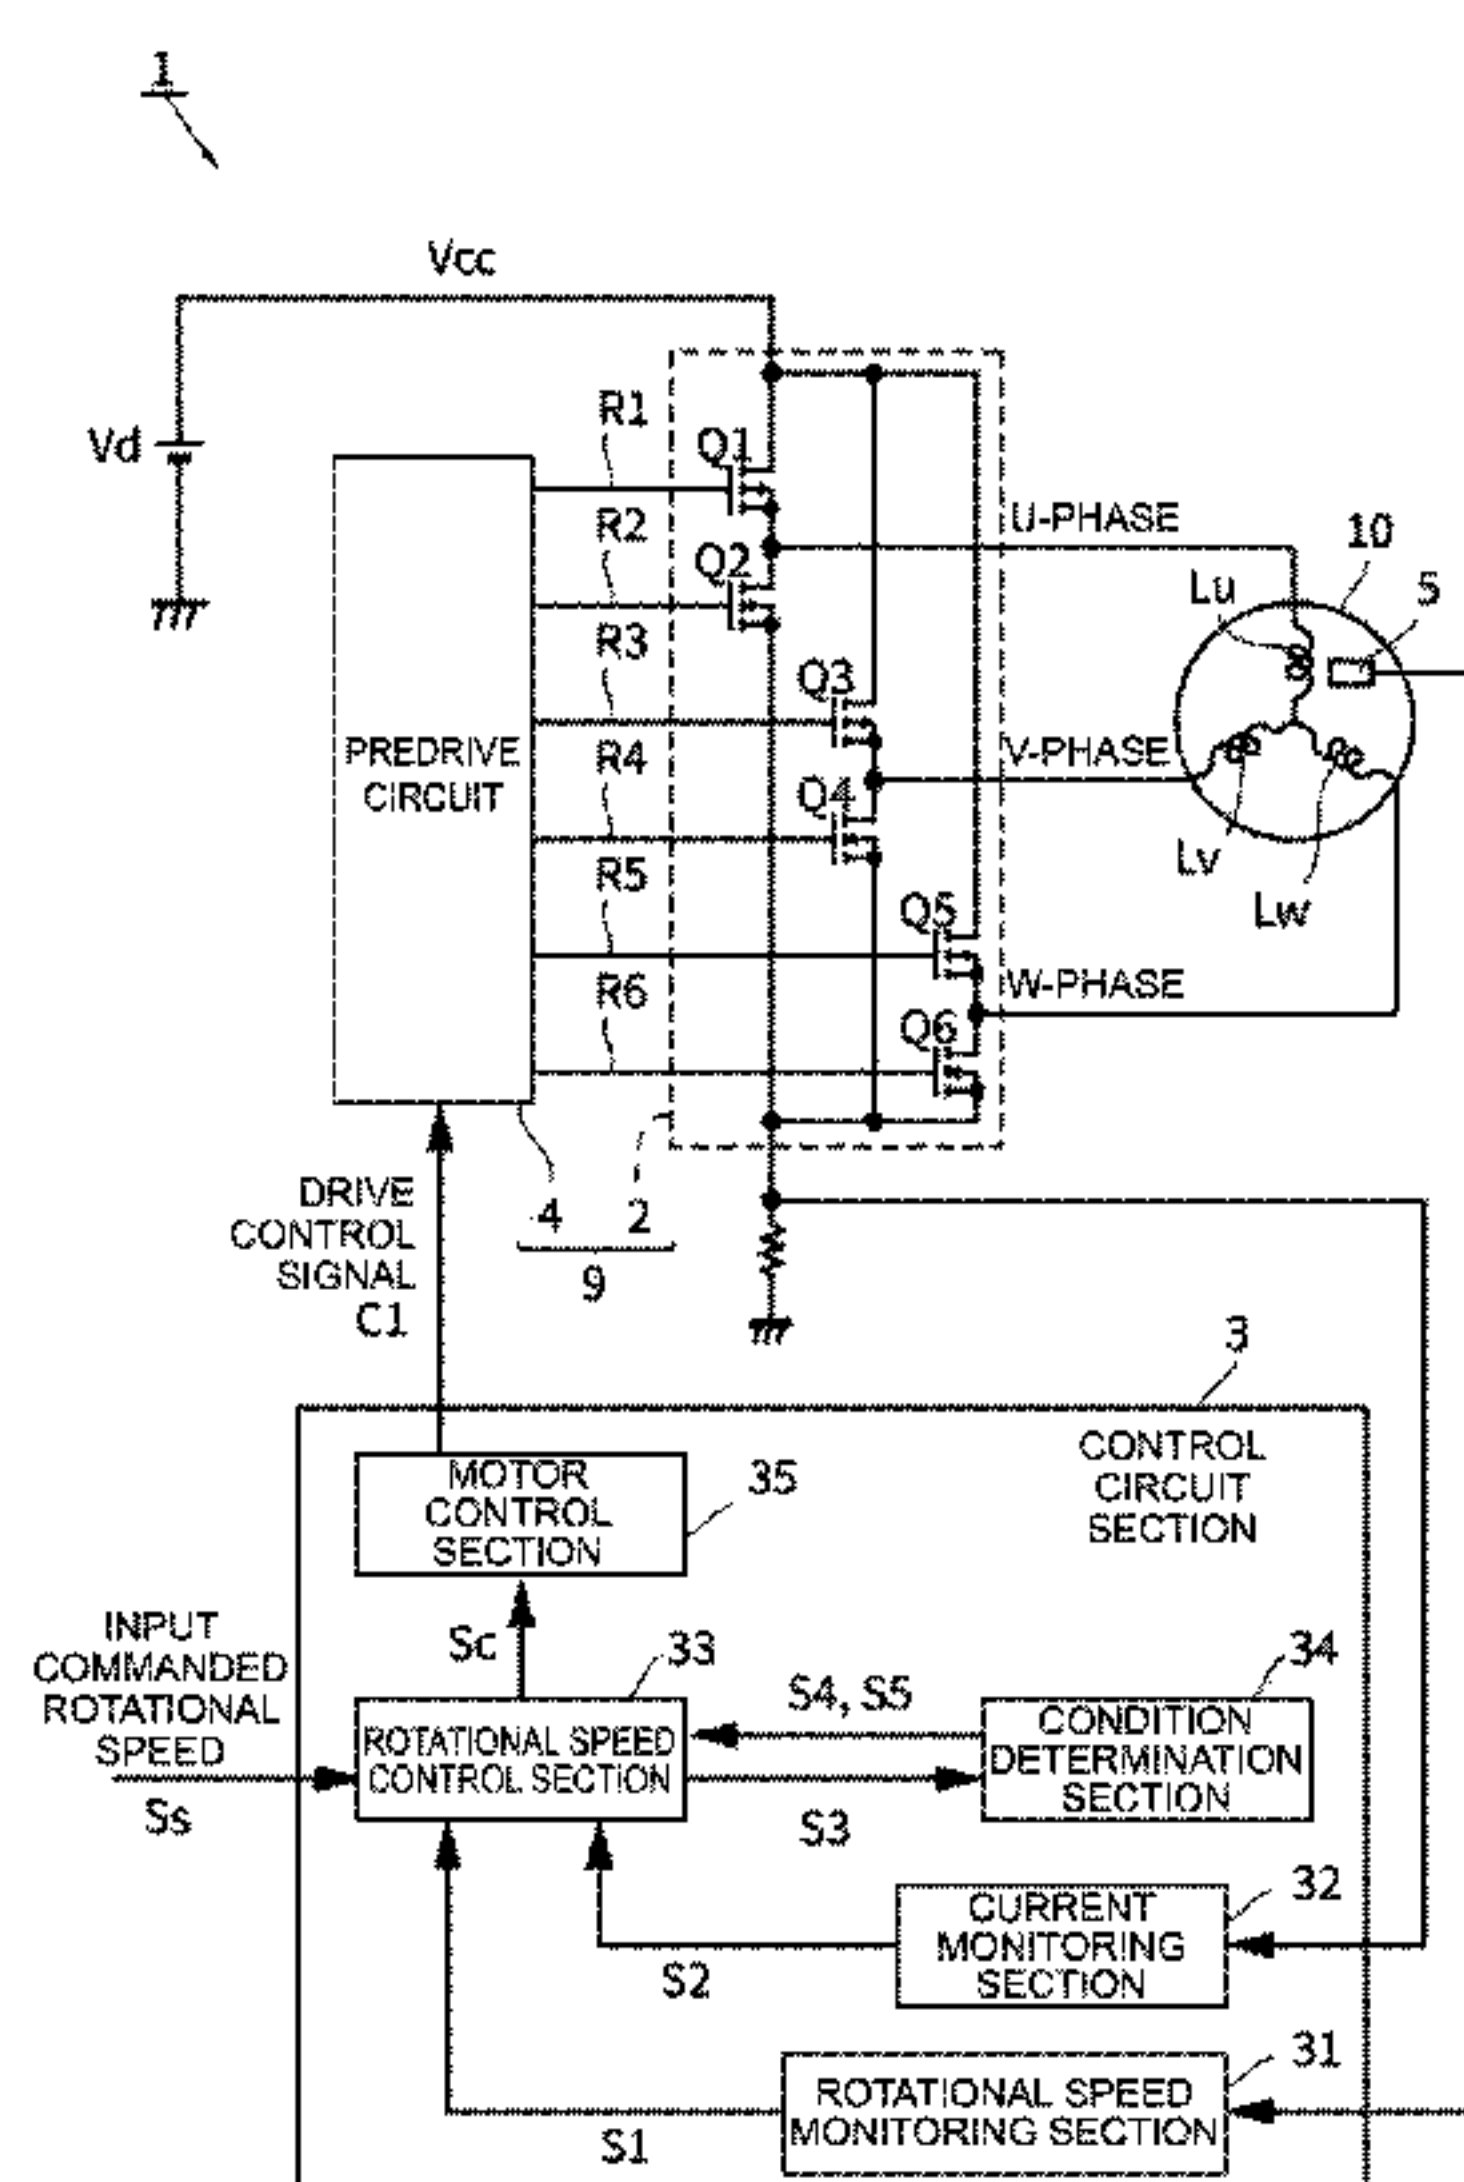 1
Vcc
Vd
R1
Q1
R2
Q2
U-PHASE
10
5
Lu
R3
Q3
PREDRIVE
CIRCUIT
R4
Q4
V-PHASE
Lv
Lw
R5
Q5
R6
Q6
W-PHASE
4
2
9
DRIVE
CONTROL
SIGNAL
C1
3
CONTROL
CIRCUIT
SECTION
MOTOR
CONTROL
SECTION
35
INPUT
COMMANDED
ROTATIONAL
SPEED
Ss
Sc
33
ROTATIONAL SPEED
CONTROL SECTION
S4, S5
S3
34
CONDITION
DETERMINATION
SECTION
32
CURRENT
MONITORING
SECTION
S2
31
ROTATIONAL SPEED
MONITORING SECTION
S1